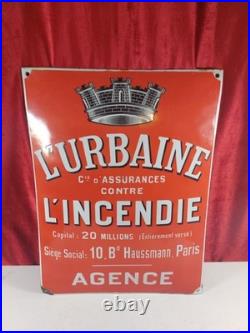 L'URBAINE
Cie D'ASSURANCES
CONTRE
L'INCENDIE
Capital: 20 MILLIONS (Entièrement versé)
Siège Social: 10, Bd Haussmann, Paris
AGENCE